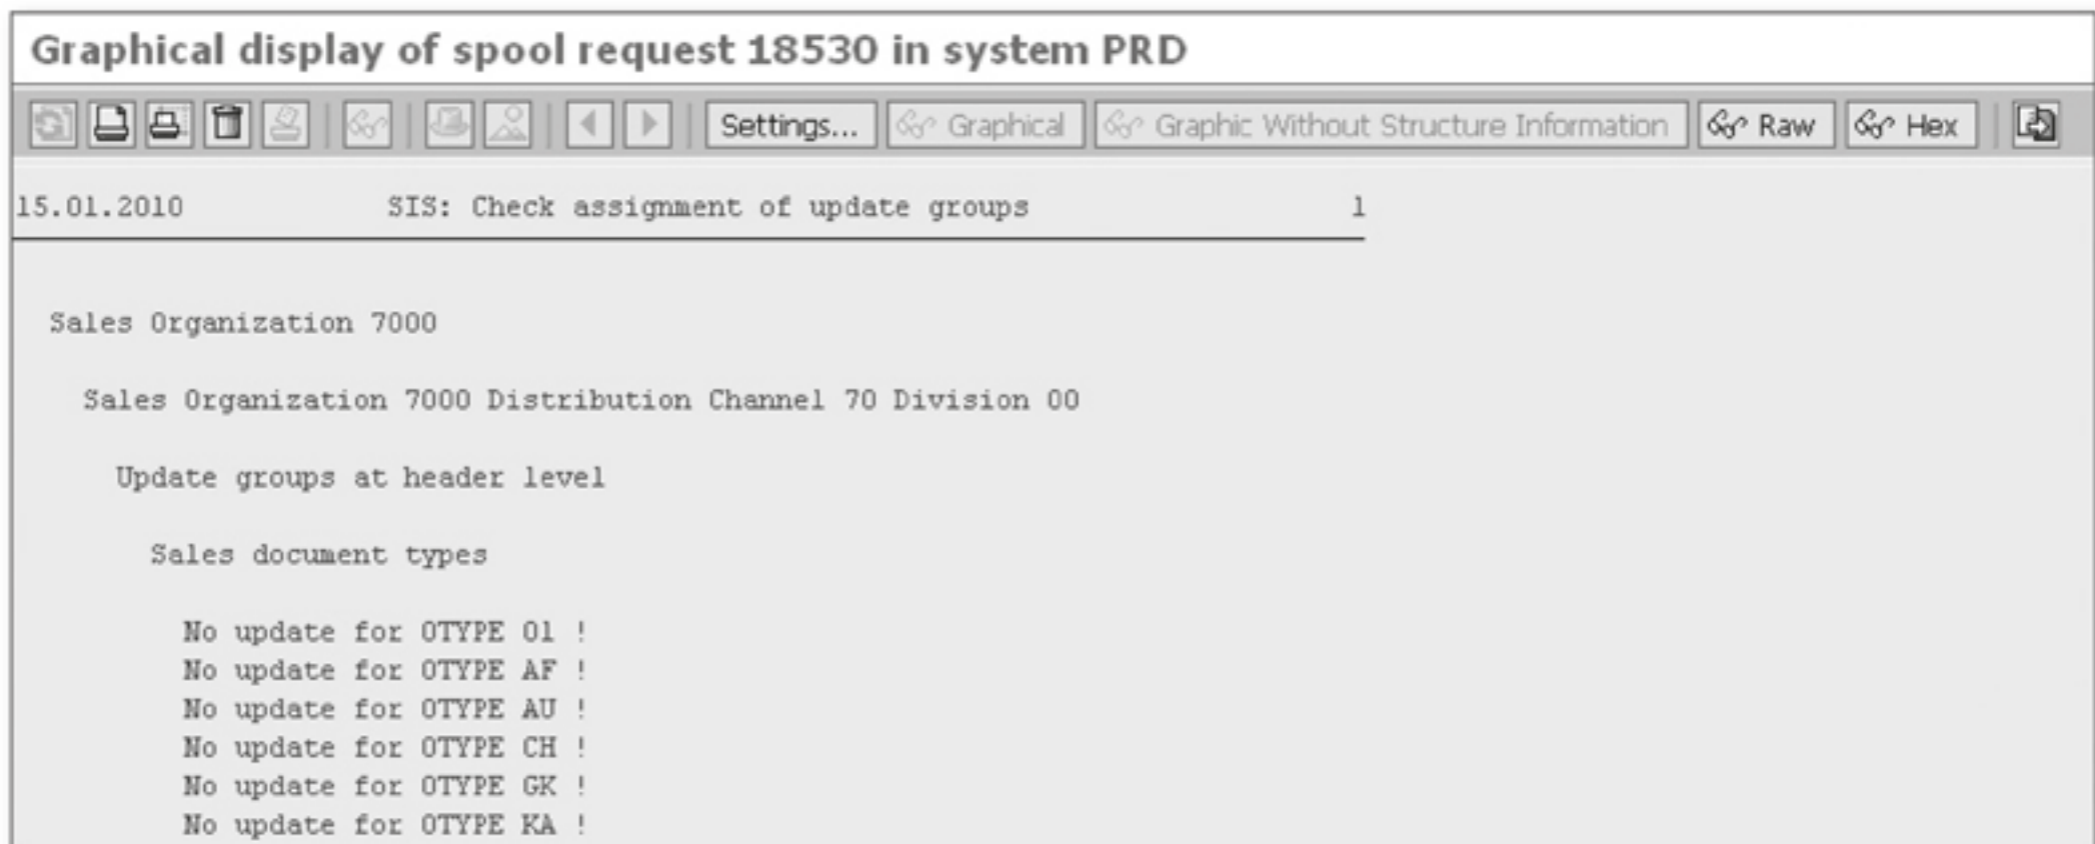 Graphical display of spool request 18530 in system PRD
Settings... Graphical Graphic Without Structure Information Raw Hex
15.01.2010 SIS: Check assignment of update groups 1
Sales Organization 7000
Sales Organization 7000 Distribution Channel 70 Division 00
Update groups at header level
Sales document types
No update for OTYPE 01 !
No update for OTYPE AF !
No update for OTYPE AU !
No update for OTYPE CH !
No update for OTYPE GK !
No update for OTYPE KA !